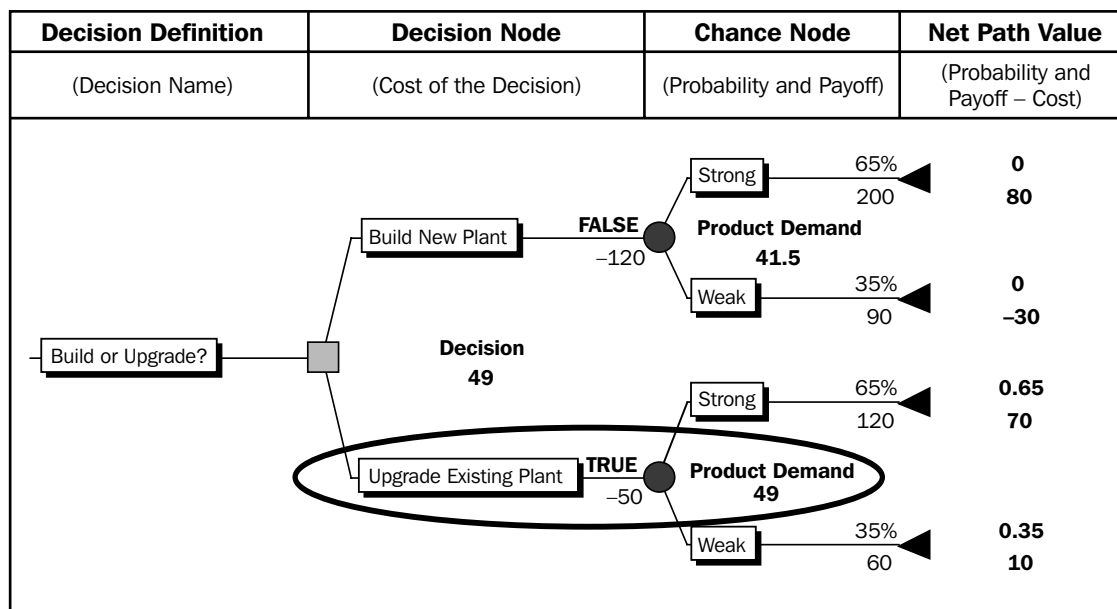 Decision Definition
Decision Node
Chance Node
Net Path Value
(Decision Name)
(Cost of the Decision)
(Probability and Payoff)
(Probability and
Payoff – Cost)
Strong
65%
200
0
80
Build New Plant
FALSE
–120
Product Demand
41.5
Weak
35%
90
0
–30
Build or Upgrade?
Decision
49
Strong
65%
120
0.65
70
Upgrade Existing Plant
TRUE
–50
Product Demand
49
Weak
35%
60
0.35
10